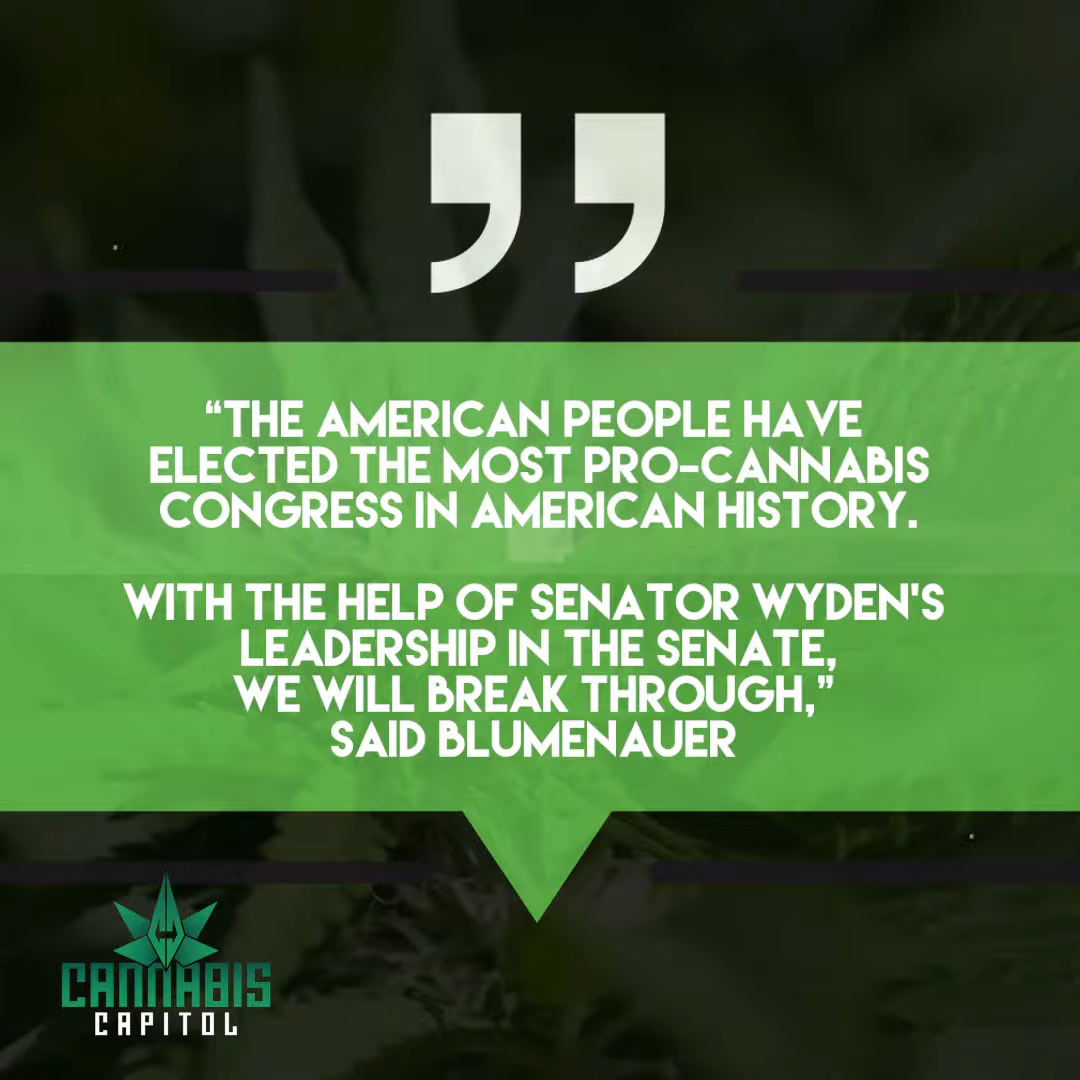 “THE AMERICAN PEOPLE HAVE
ELECTED THE MOST PRO-CANNABIS
CONGRESS IN AMERICAN HISTORY.
WITH THE HELP OF SENATOR WYDEN'S
LEADERSHIP IN THE SENATE,
WE WILL BREAK THROUGH,”
SAID BLUMENAUER
CANNABIS
CAPITOL